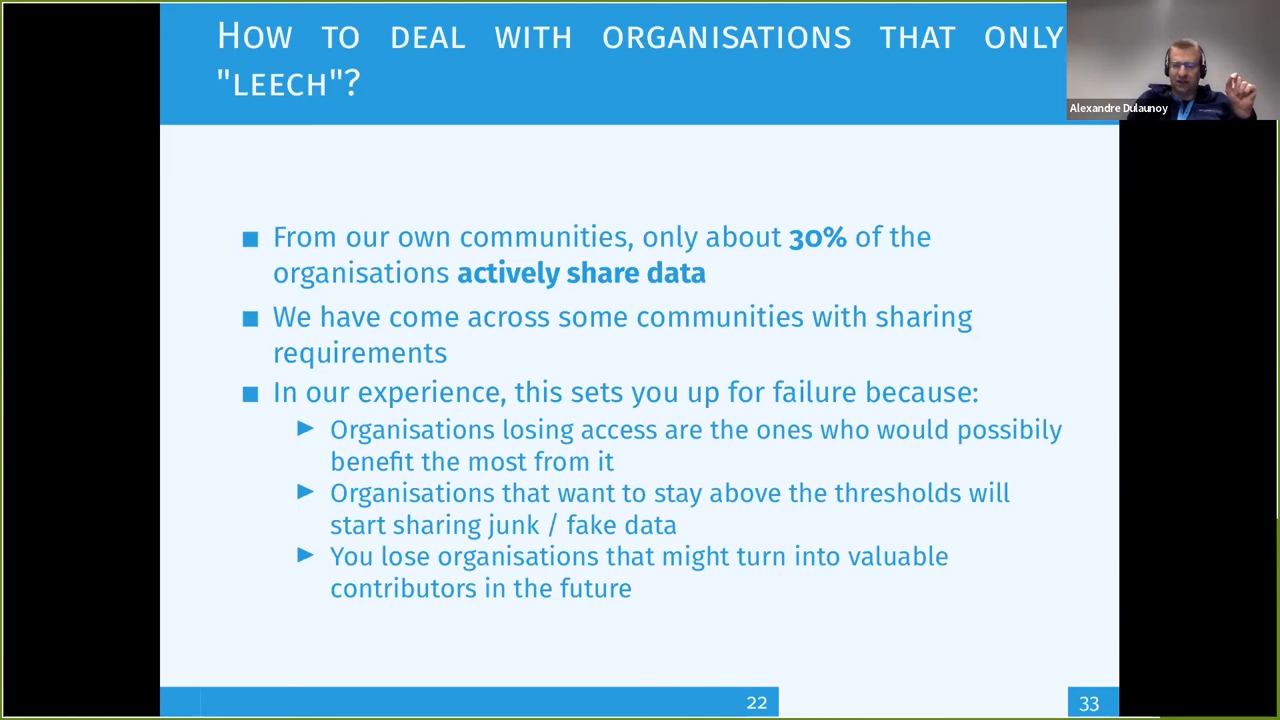 HOW TO DEAL WITH ORGANISATIONS THAT ONLY
"LEECH"?
Alexandre Dulaunoy
■ From our own communities, only about 30% of the
organisations actively share data
■ We have come across some communities with sharing
requirements
■ In our experience, this sets you up for failure because:
▶ Organisations losing access are the ones who would possibily
benefit the most from it
▶ Organisations that want to stay above the thresholds will
start sharing junk / fake data
▶ You lose organisations that might turn into valuable
contributors in the future
22
33